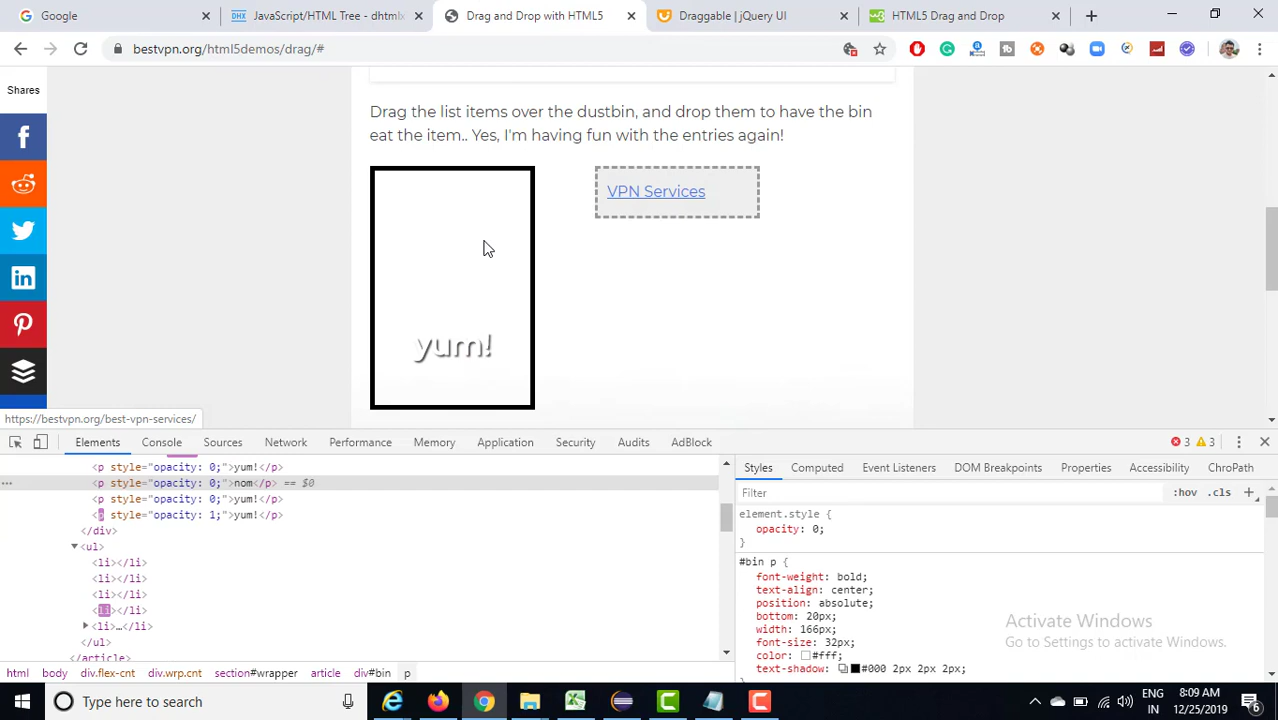 Google
DHX JavaScript/HTML Tree - dhtmlx
Drag and Drop with HTML5
Draggable | jQuery UI
HTML5 Drag and Drop
bestvpn.org/html5demos/drag/#
Shares
Drag the list items over the dustbin, and drop them to have the bin
eat the item.. Yes, I'm having fun with the entries again!
VPN Services
yum!
https://bestvpn.org/best-vpn-services/
Elements Console Sources Network Performance Memory Application Security Audits AdBlock 3 3
<p style="opacity: 0;">yum!</p>
<p style="opacity: 0;">nom</p> == $0
<p style="opacity: 0;">yum!</p>
<p style="opacity: 1;">yum!</p>
</div>
<ul>
<li></li>
<li></li>
<li></li>
<li></li>
<li>…</li>
</ul>
</article>
html body div.flex-cnt div.wrp.cnt section#wrapper article div#bin p
Styles Computed Event Listeners DOM Breakpoints Properties Accessibility ChroPath
Filter :hov .cls +
element.style {
opacity: 0;
}
#bin p {
font-weight: bold;
text-align: center;
position: absolute;
bottom: 20px;
width: 166px;
font-size: 32px;
color: #fff;
text-shadow: #000 2px 2px 2px;
Activate Windows
Go to Settings to activate Windows.
Type here to search
ENG
IN
8:09 AM
12/25/2019
6